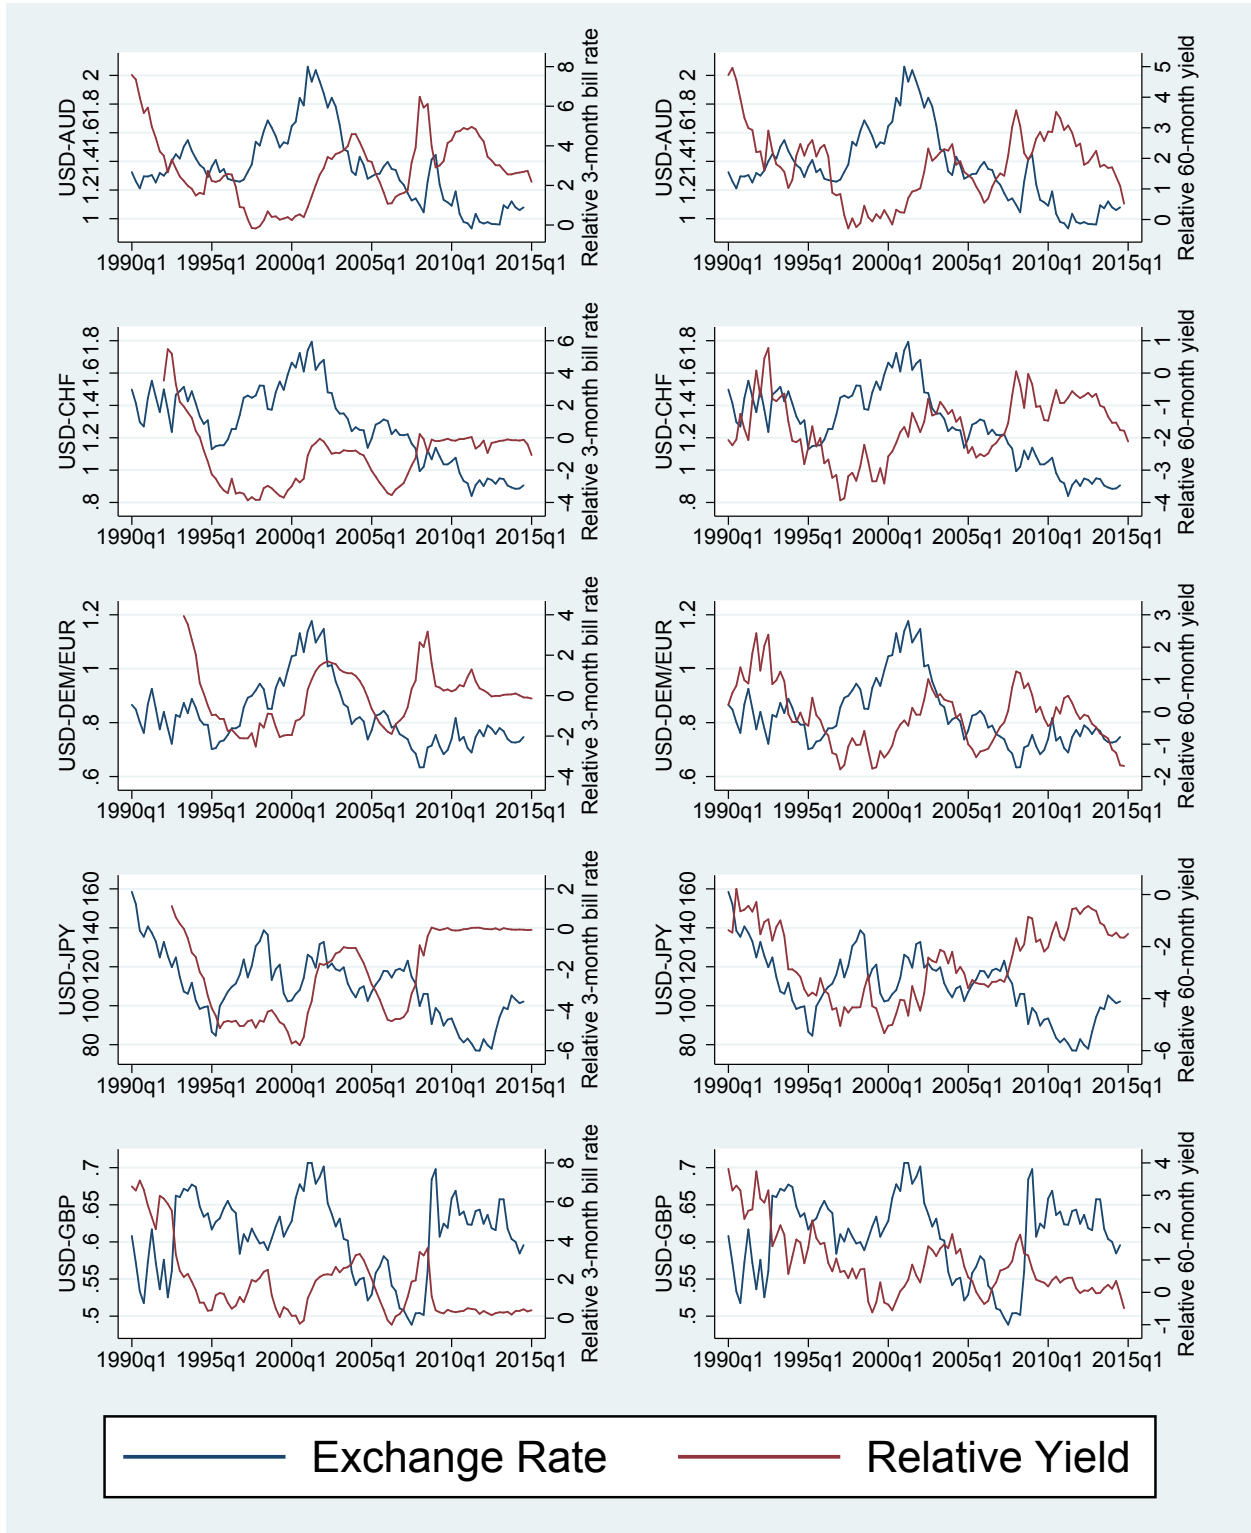 USD-AUD
1 1.2 1.4 1.6 1.8 2
0 2 4 6 8
Relative 3-month bill rate
1990q1 1995q1 2000q1 2005q1 2010q1 2015q1
USD-AUD
1 1.2 1.4 1.6 1.8 2
0 1 2 3 4 5
Relative 60-month yield
1990q1 1995q1 2000q1 2005q1 2010q1 2015q1
USD-CHF
.8 1 1.2 1.4 1.6 1.8
-4 -2 0 2 4 6
Relative 3-month bill rate
1990q1 1995q1 2000q1 2005q1 2010q1 2015q1
USD-CHF
.8 1 1.2 1.4 1.6 1.8
-4 -3 -2 -1 0 1
Relative 60-month yield
1990q1 1995q1 2000q1 2005q1 2010q1 2015q1
USD-DEM/EUR
.6 .8 1 1.2
-4 -2 0 2 4
Relative 3-month bill rate
1990q1 1995q1 2000q1 2005q1 2010q1 2015q1
USD-DEM/EUR
.6 .8 1 1.2
-2 -1 0 1 2 3
Relative 60-month yield
1990q1 1995q1 2000q1 2005q1 2010q1 2015q1
USD-JPY
80 100 120 140 160
-6 -4 -2 0 2
Relative 3-month bill rate
1990q1 1995q1 2000q1 2005q1 2010q1 2015q1
USD-JPY
80 100 120 140 160
-6 -4 -2 0
Relative 60-month yield
1990q1 1995q1 2000q1 2005q1 2010q1 2015q1
USD-GBP
.5 .55 .6 .65 .7
0 2 4 6 8
Relative 3-month bill rate
1990q1 1995q1 2000q1 2005q1 2010q1 2015q1
USD-GBP
.5 .55 .6 .65 .7
-1 0 1 2 3 4
Relative 60-month yield
1990q1 1995q1 2000q1 2005q1 2010q1 2015q1
Exchange Rate Relative Yield